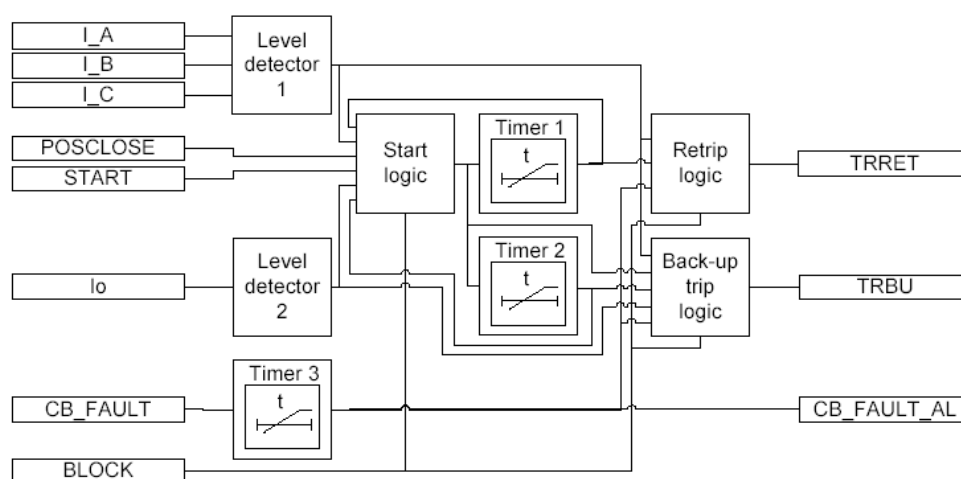 I_A
I_B
I_C
Level
detector
1
POSCLOSE
START
Start
logic
Timer 1
t
Retrip
logic
TRRET
Io
Level
detector
2
Timer 2
t
Back-up
trip
logic
TRBU
CB_FAULT
Timer 3
t
CB_FAULT_AL
BLOCK